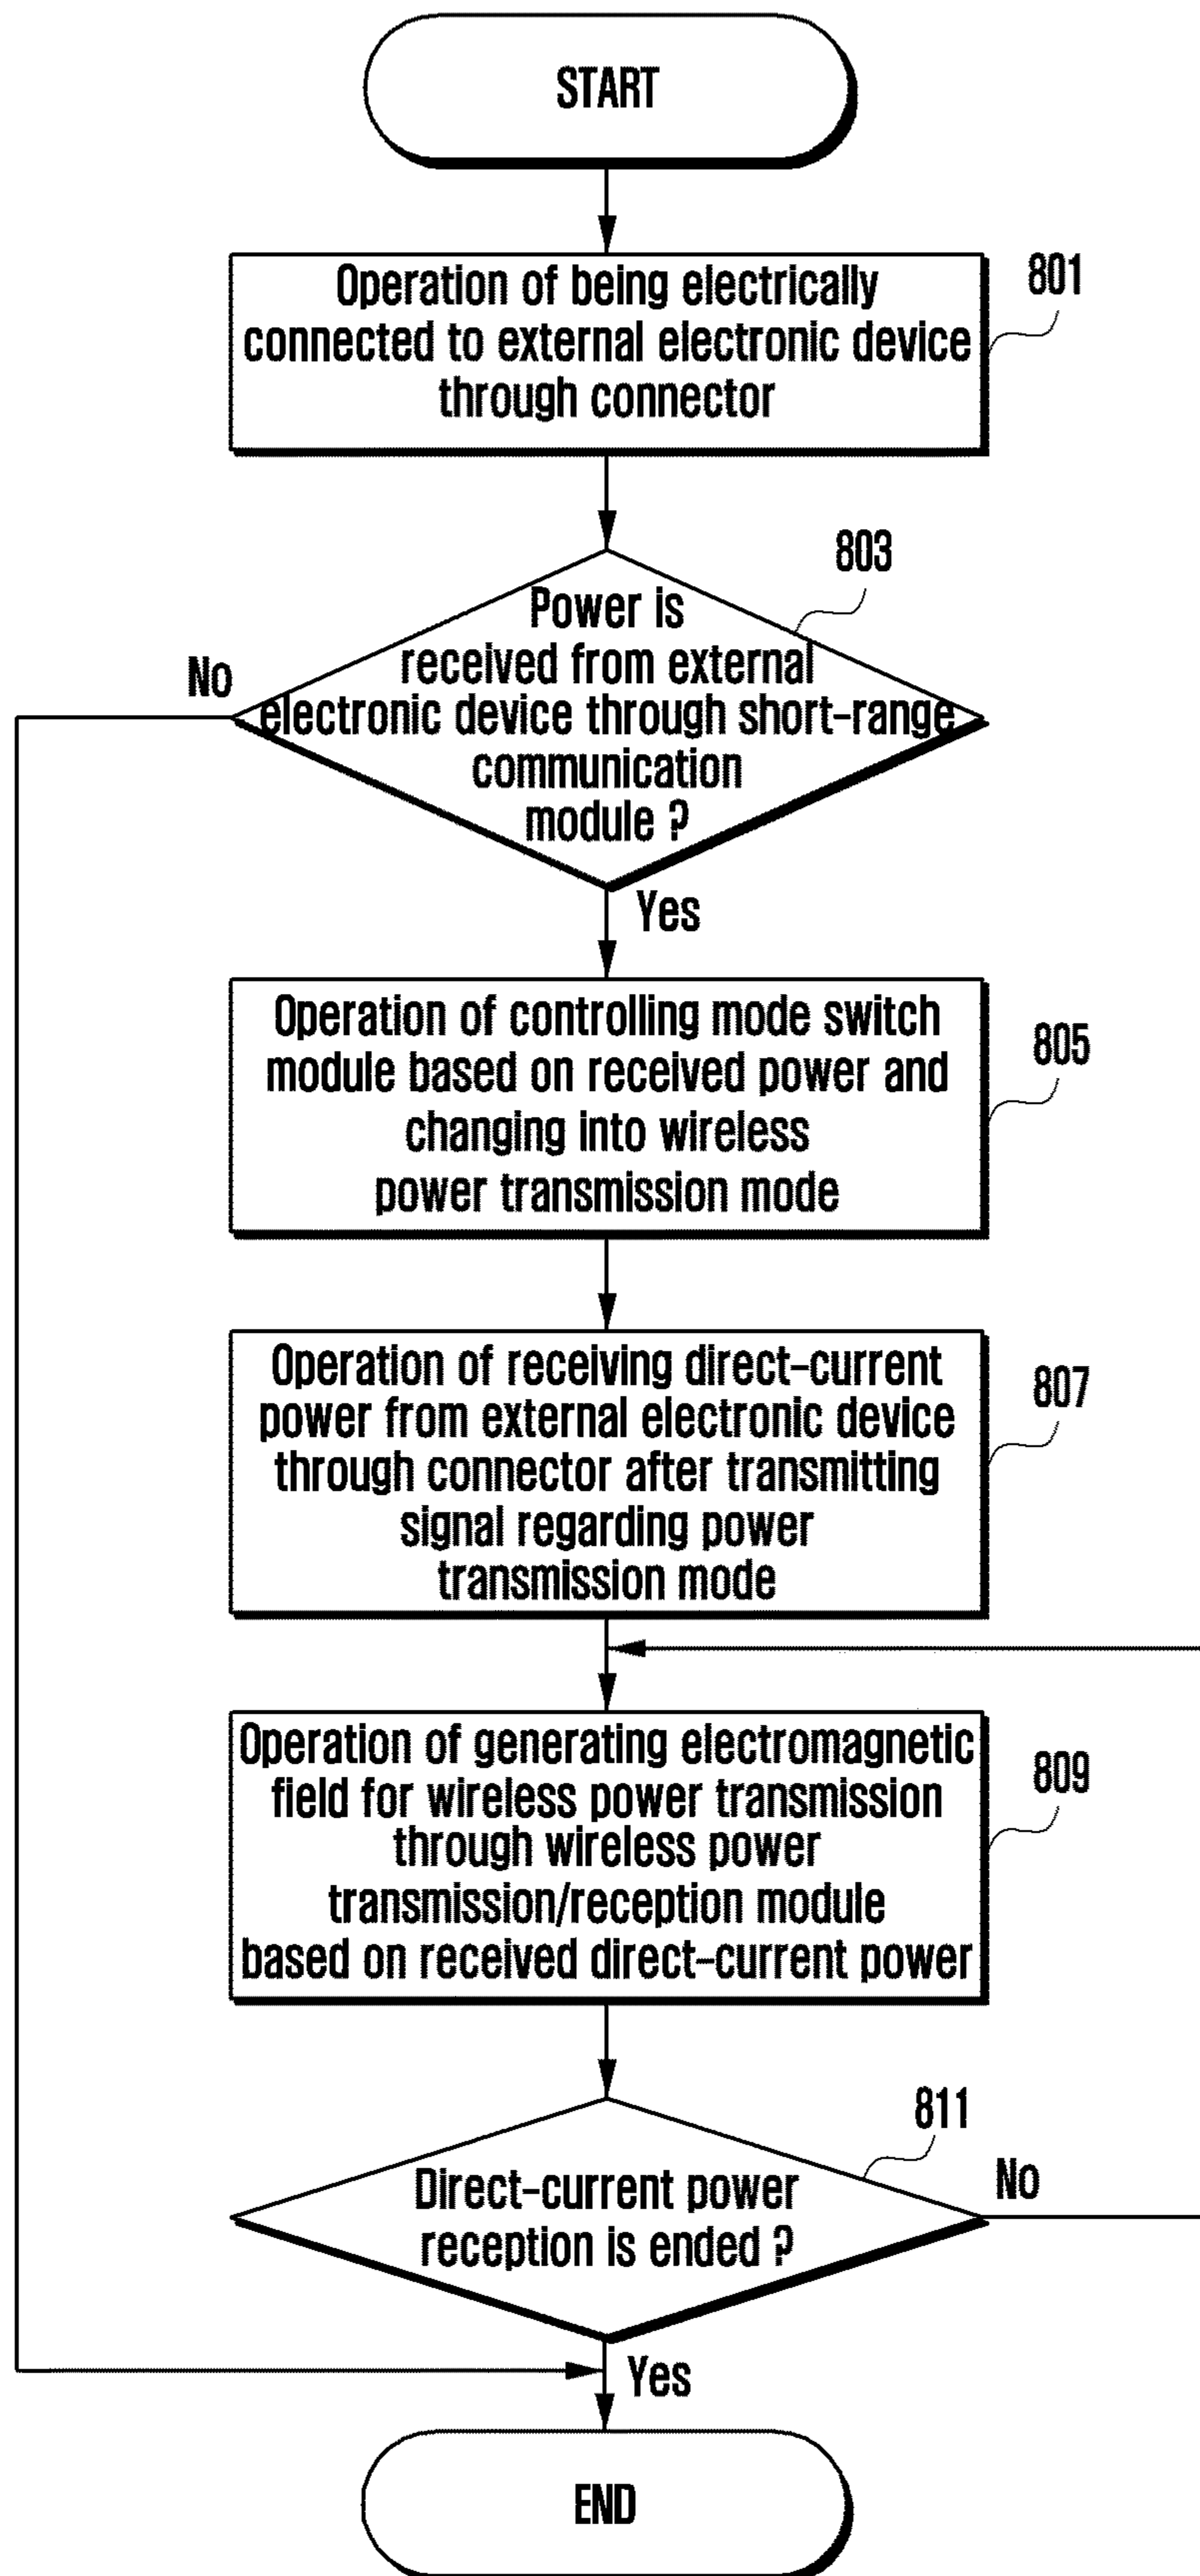 START
Operation of being electrically
connected to external electronic device
through connector
801
803
Power is
received from external
electronic device through short-range
communication
module ?
No
Yes
Operation of controlling mode switch
module based on received power and
changing into wireless
power transmission mode
805
Operation of receiving direct-current
power from external electronic device
through connector after transmitting
signal regarding power
transmission mode
807
Operation of generating electromagnetic
field for wireless power transmission
through wireless power
transmission/reception module
based on received direct-current power
809
811
Direct-current power
reception is ended ?
No
Yes
END